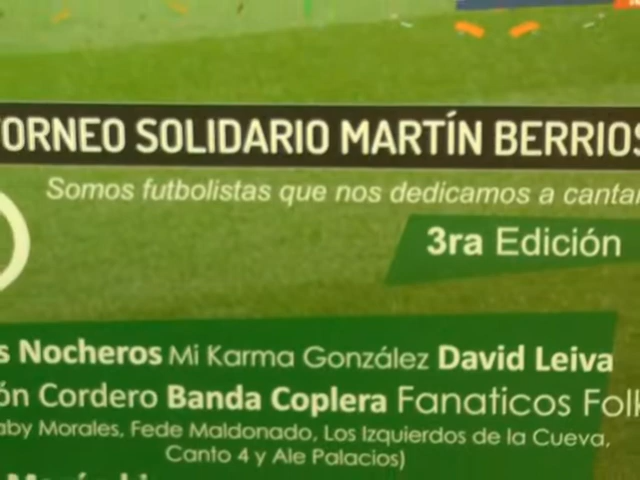 TORNEO SOLIDARIO MARTÍN BERRIOS
Somos futbolistas que nos dedicamos a cantar
3ra Edición
s Nocheros Mi Karma González David Leiva
ón Cordero Banda Coplera Fanaticos Folk
aby Morales, Fede Maldonado, Los Izquierdos de la Cueva,
Canto 4 y Ale Palacios)